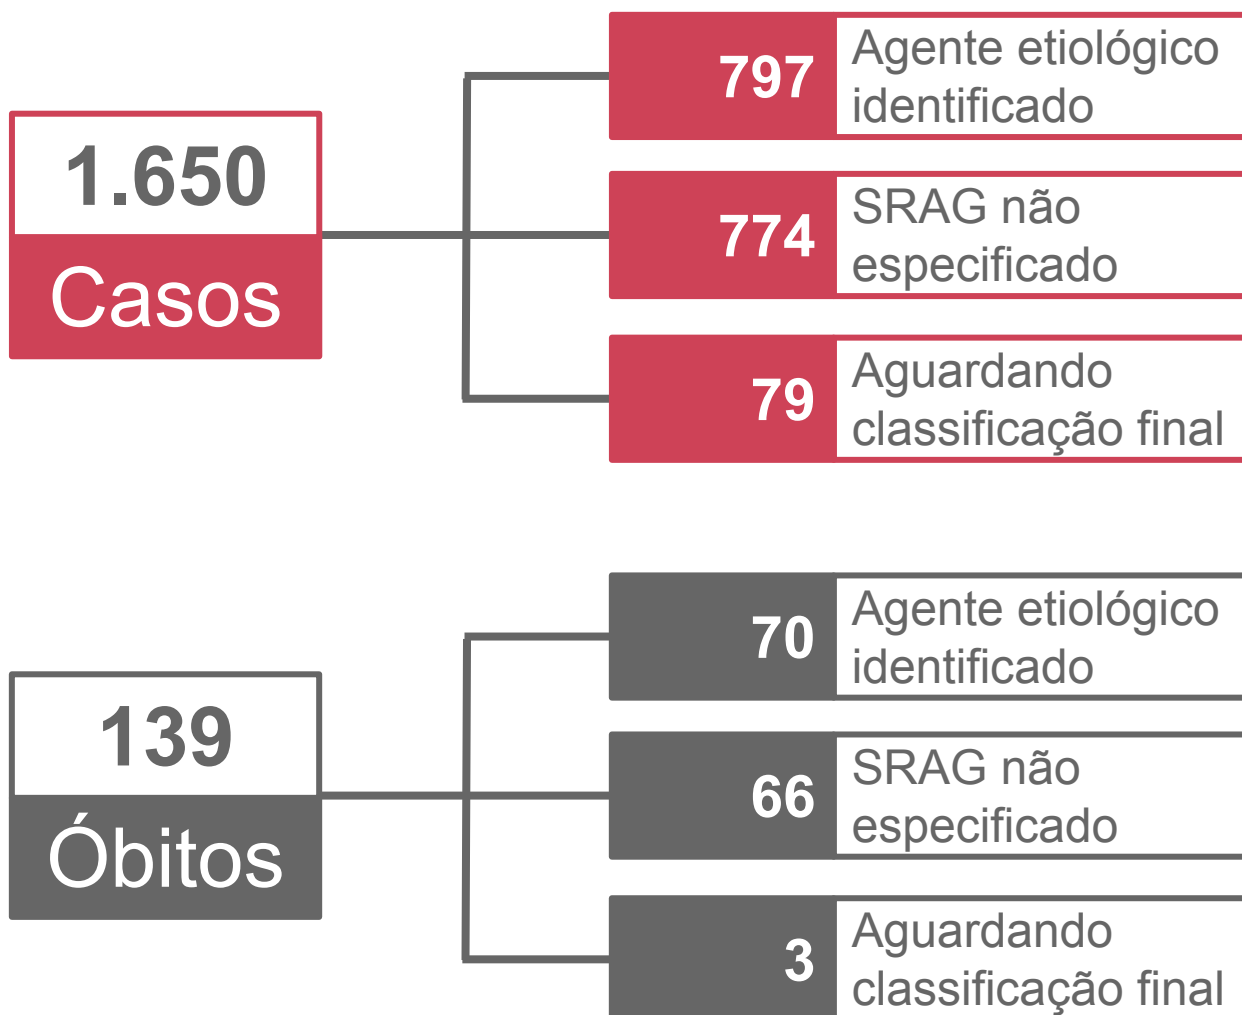 1.650
Casos
797
Agente etiológico
identificado
774
SRAG não
especificado
79
Aguardando
classificação final
139
Óbitos
70
Agente etiológico
identificado
66
SRAG não
especificado
3
Aguardando
classificação final